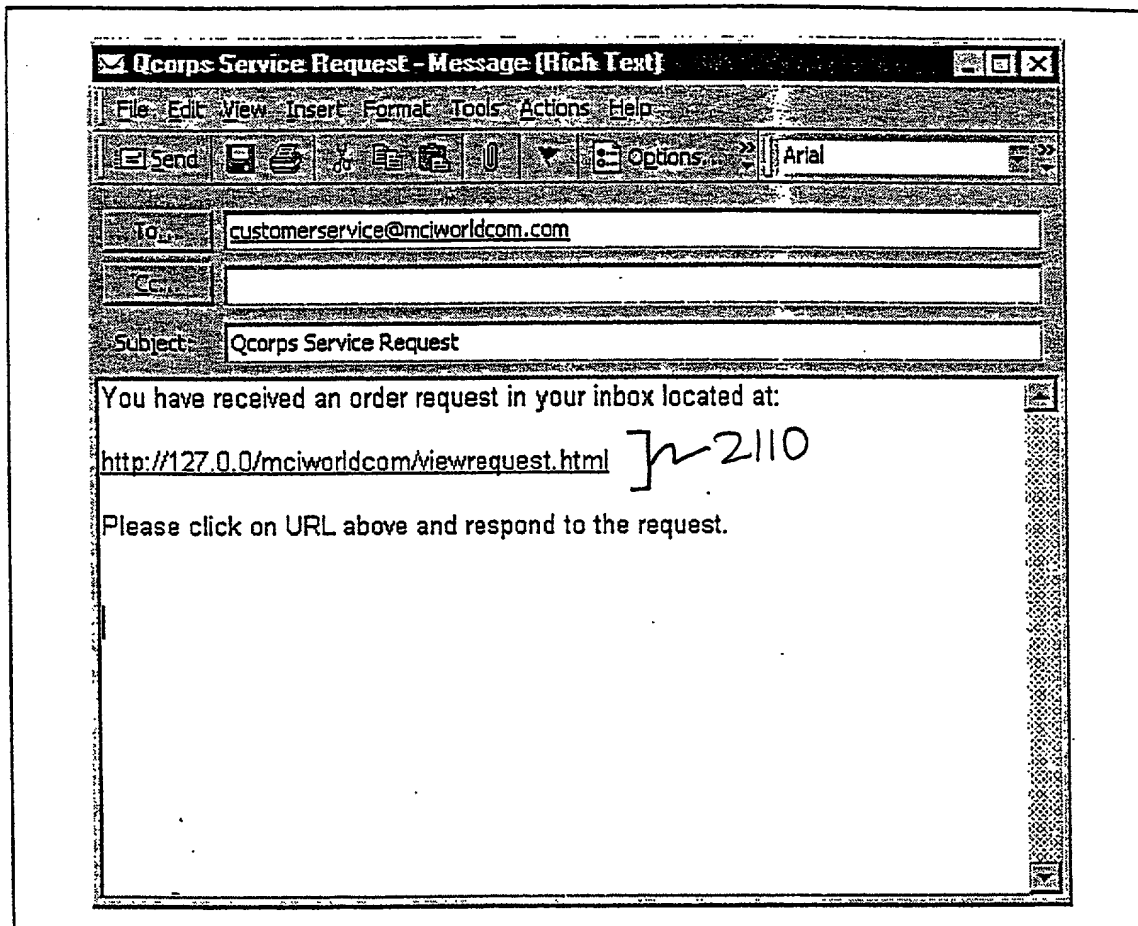 Qcorps Service Request - Message (Rich Text)
File Edit View Insert Format Tools Actions Help
Send Options... Arial
To... customerservice@mciworldcom.com
Cc...
Subject: Qcorps Service Request
You have received an order request in your inbox located at:
http://127.0.0/mciworldcom/viewrequest.html 2110
Please click on URL above and respond to the request.